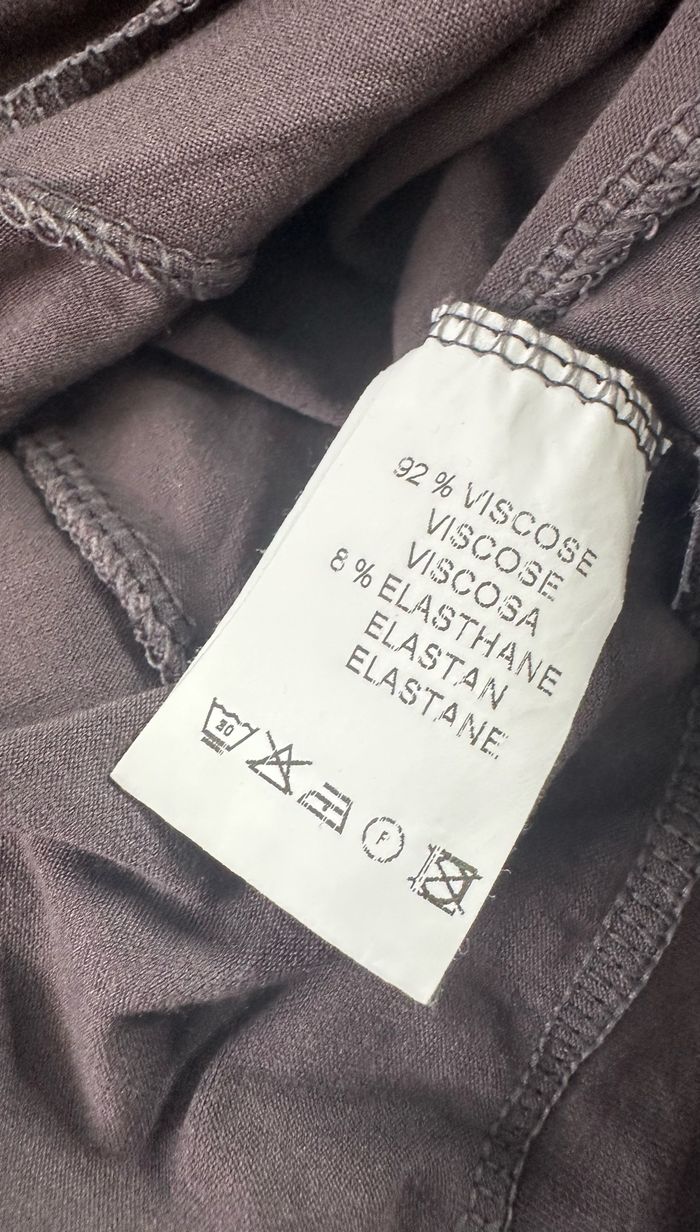 92 % VISCOSE
VISCOSE
VISCOSA
8 % ELASTHANE
ELASTAN
ELASTANE
30
F